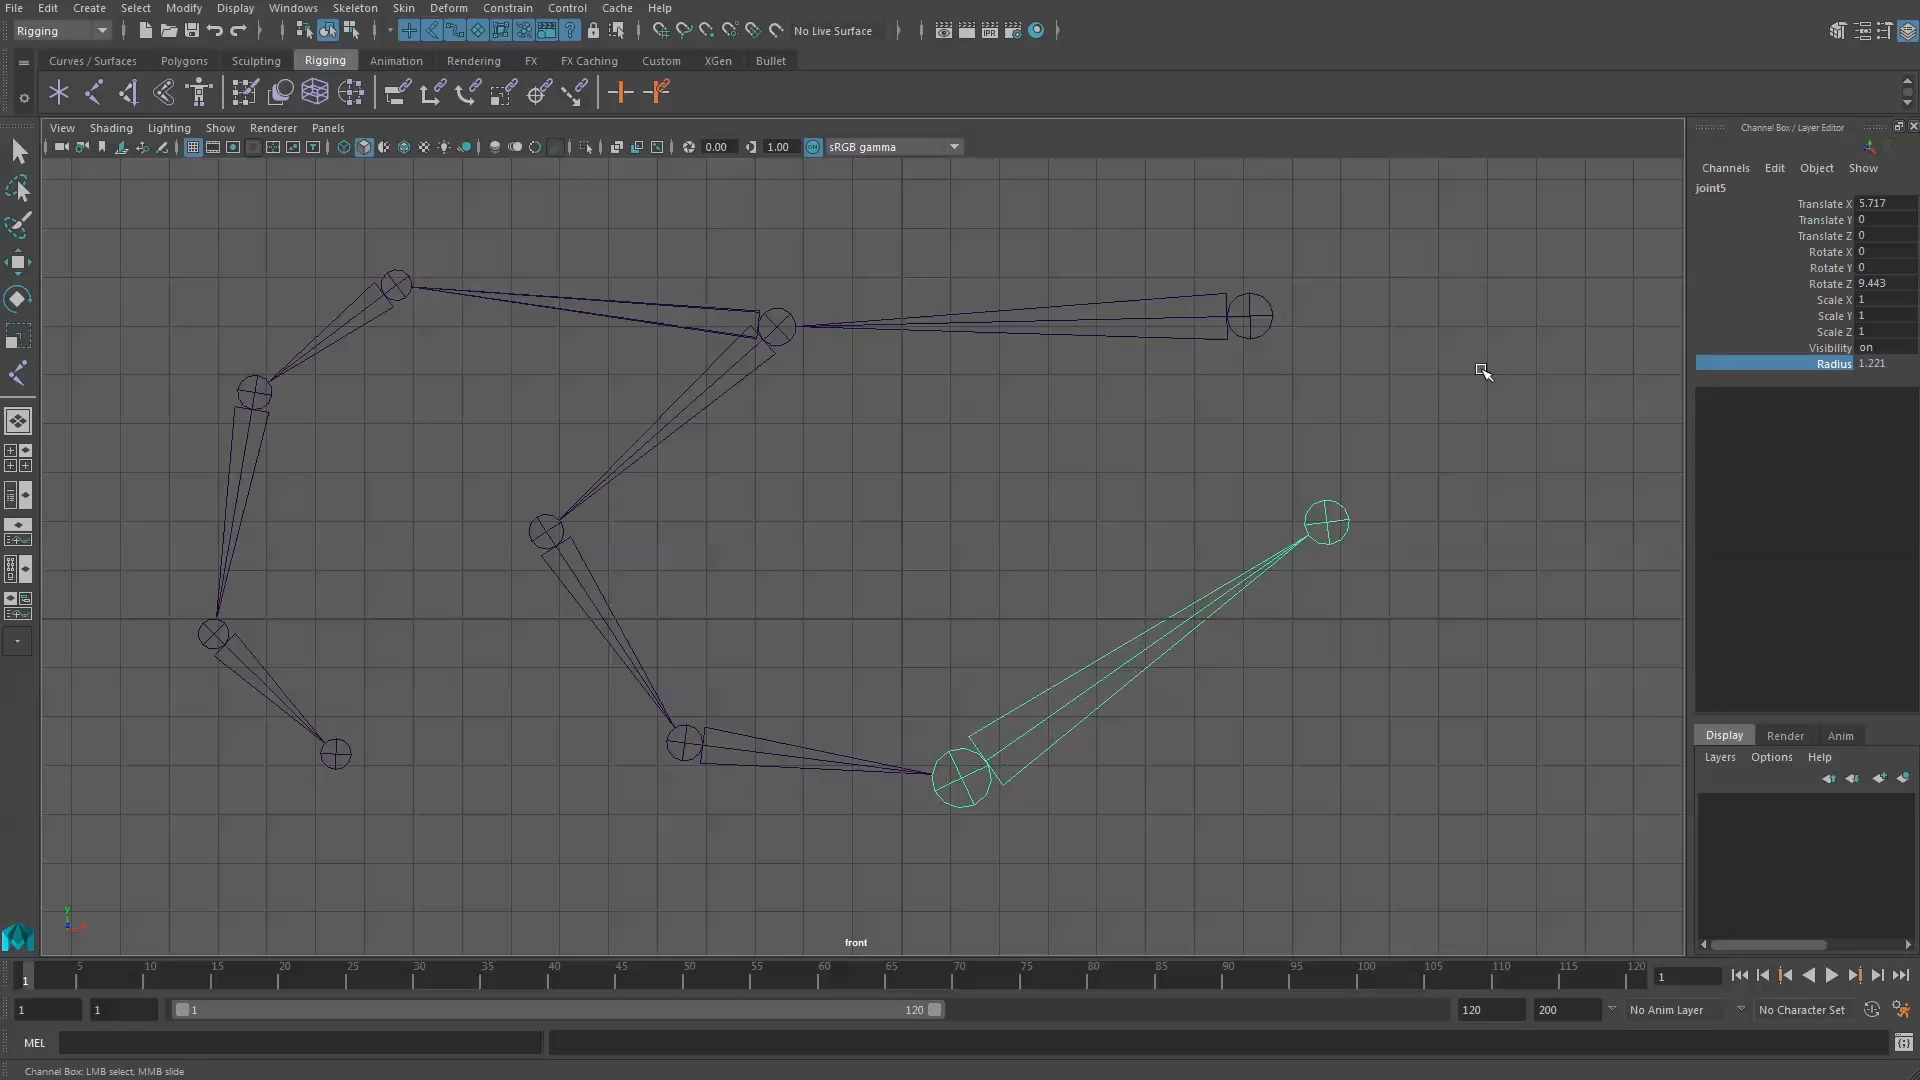 File Edit Create Select Modify Display Windows Skeleton Skin Deform Constrain Control Cache Help
Rigging No Live Surface
Curves / Surfaces Polygons Sculpting Rigging Animation Rendering FX FX Caching Custom XGen Bullet
View Shading Lighting Show Renderer Panels
0.00 1.00 ON sRGB gamma
Channel Box / Layer Editor
Channels Edit Object Show
joint5
Translate X 5.717
Translate Y 0
Translate Z 0
Rotate X 0
Rotate Y 0
Rotate Z 9.443
Scale X 1
Scale Y 1
Scale Z 1
Visibility on
Radius 1.221
Display Render Anim
Layers Options Help
y
front
1 5 10 15 20 25 30 35 40 45 50 55 60 65 70 75 80 85 90 95 100 105 110 115 120 1
1 1 1 120 120 200 No Anim Layer No Character Set
MEL
Channel Box: LMB select, MMB slide